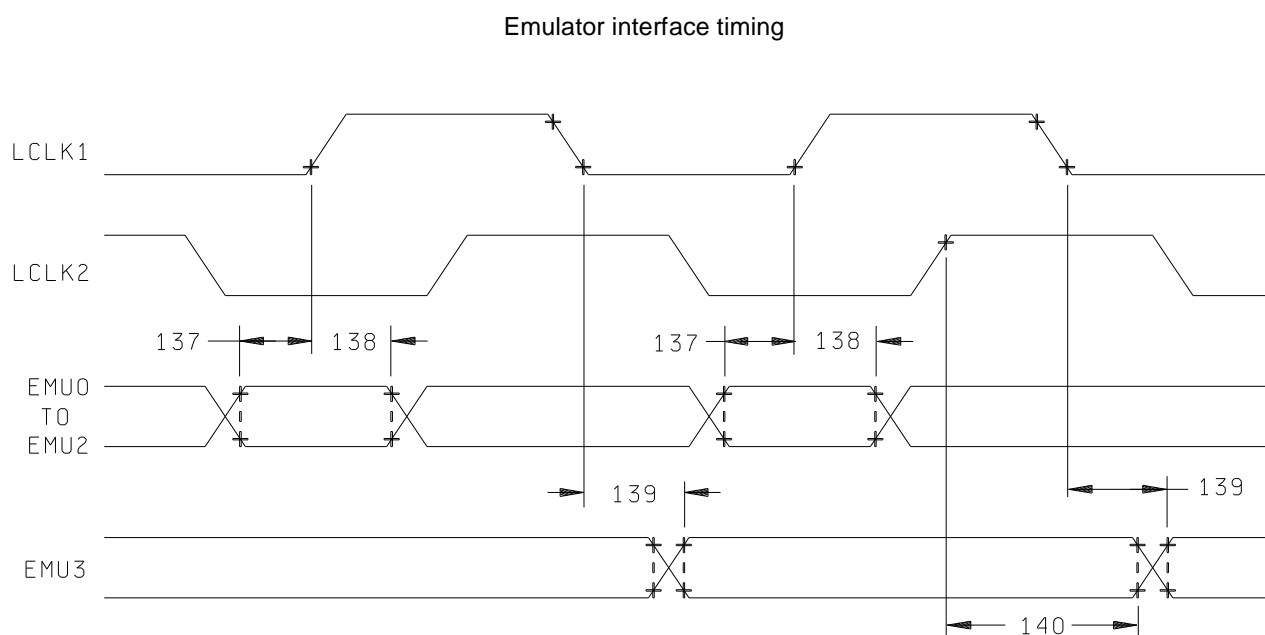 Emulator interface timing
LCLK1
LCLK2
137
138
137
138
EMU0
TO
EMU2
139
139
EMU3
140